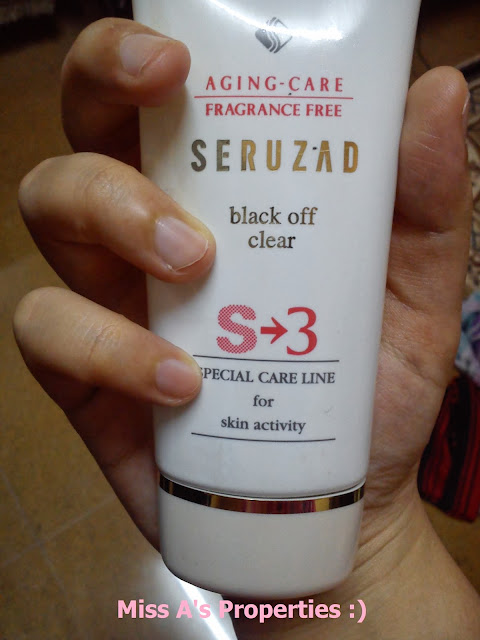 AGING-CARE
FRAGRANCE FREE
SERUZAD
black off
clear
S→3
SPECIAL CARE LINE
for
skin activity
Miss A's Properties :)